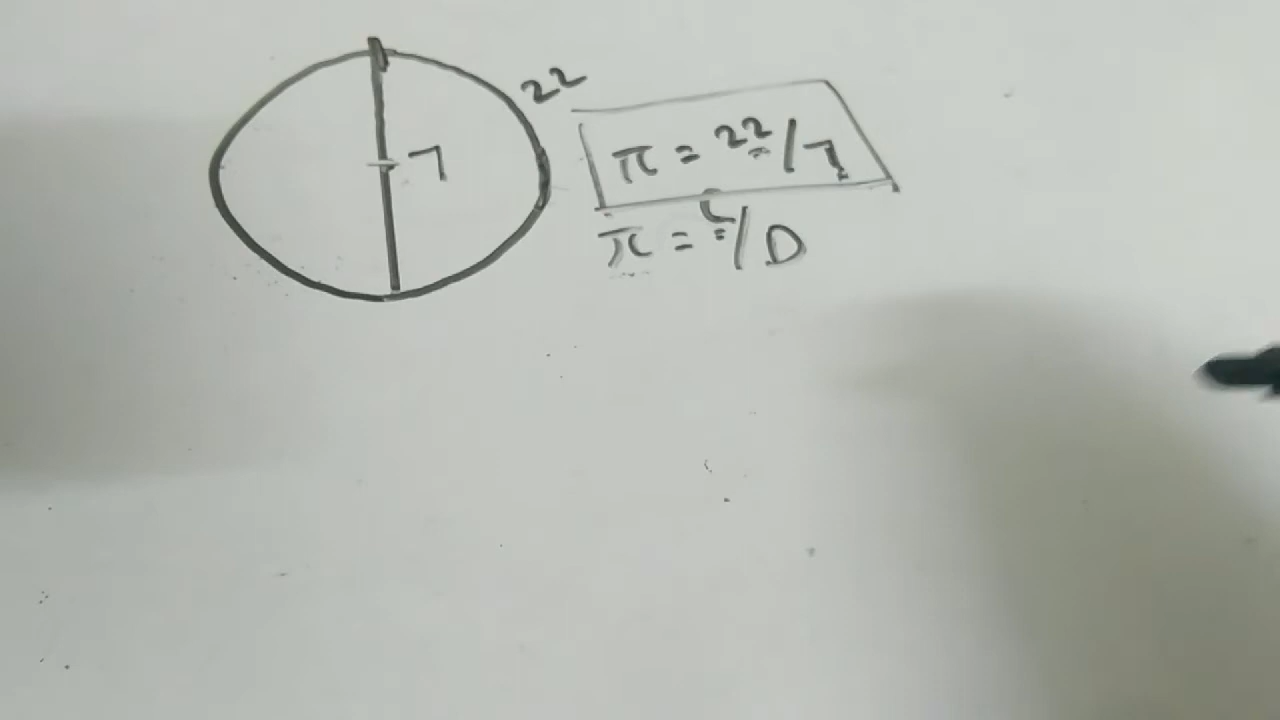 22
7
π = 22/7
π = C/D